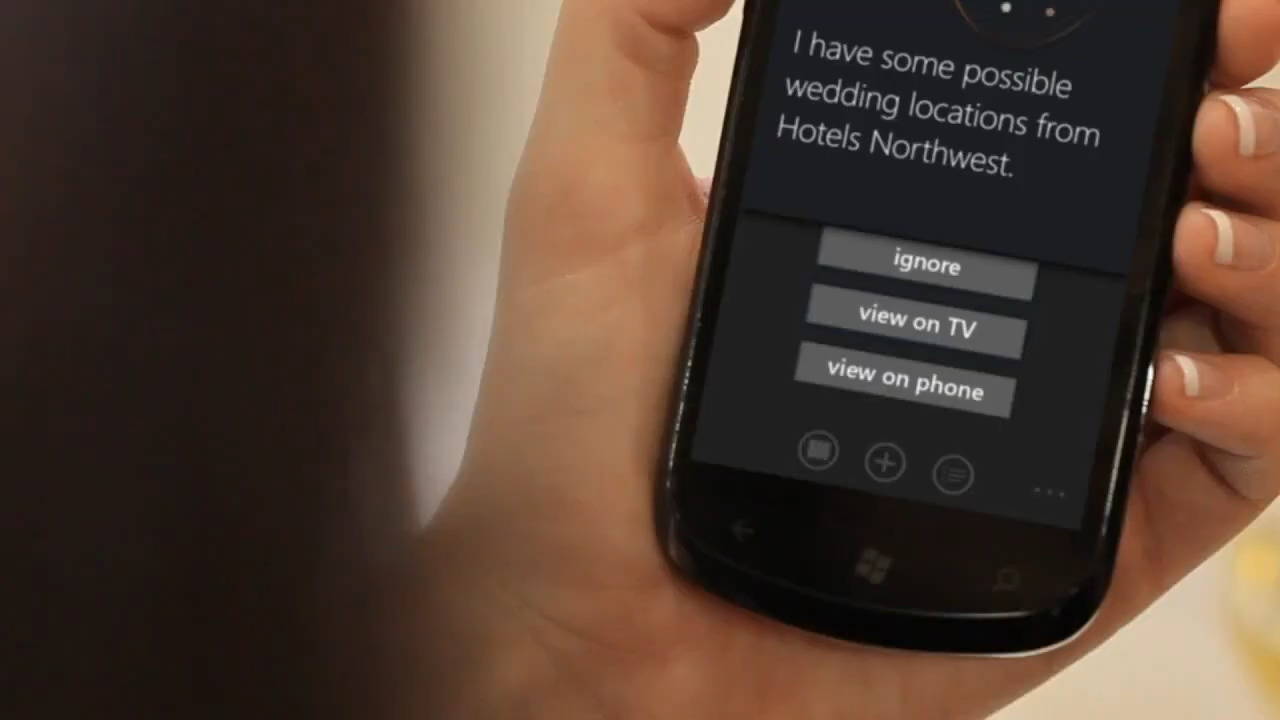 I have some possible
wedding locations from
Hotels Northwest.
ignore
view on TV
view on phone